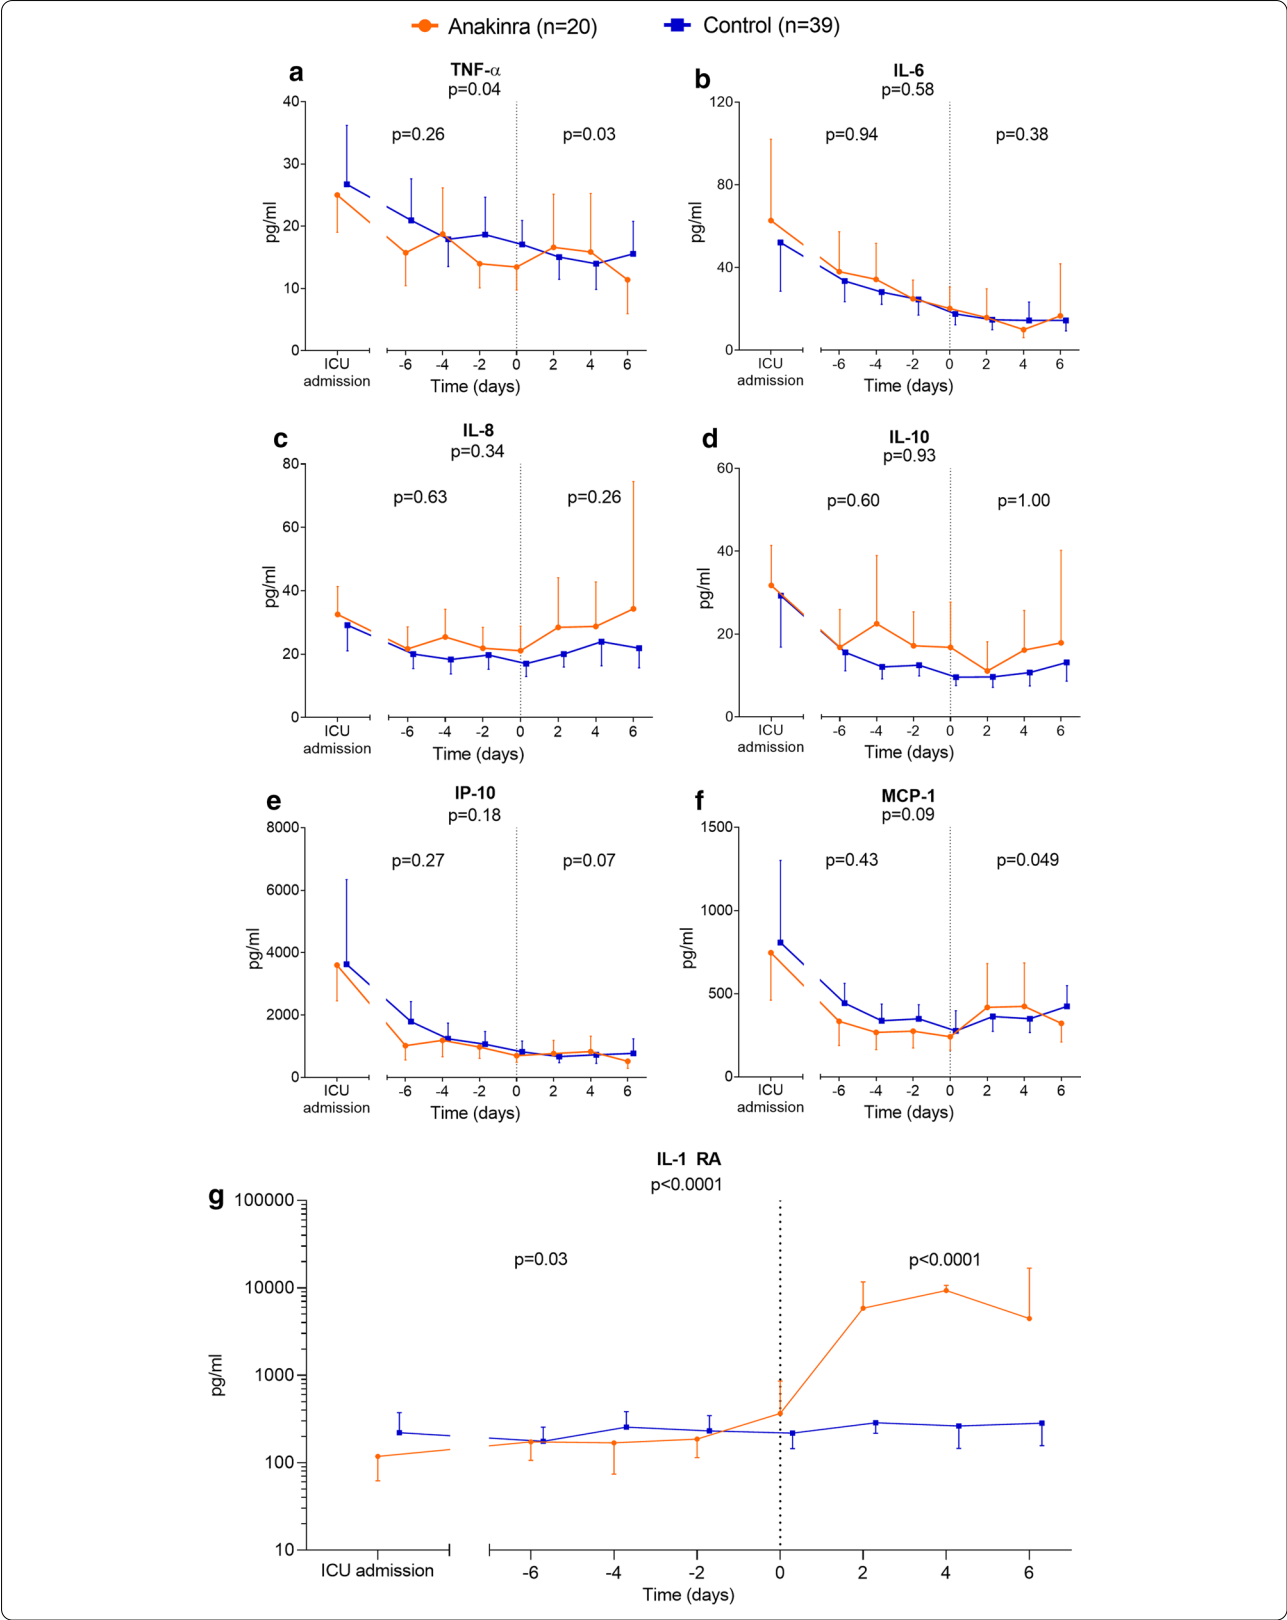 Anakinra (n=20) Control (n=39)
a
TNF-α
p=0.04
p=0.26 p=0.03
40
30
20
10
0
pg/ml
ICU admission -6 -4 -2 0 2 4 6
Time (days)
b
IL-6
p=0.58
p=0.94 p=0.38
120
80
40
0
pg/ml
ICU admission -6 -4 -2 0 2 4 6
Time (days)
c
IL-8
p=0.34
p=0.63 p=0.26
80
60
40
20
0
pg/ml
ICU admission -6 -4 -2 0 2 4 6
Time (days)
d
IL-10
p=0.93
p=0.60 p=1.00
60
40
20
0
pg/ml
ICU admission -6 -4 -2 0 2 4 6
Time (days)
e
IP-10
p=0.18
p=0.27 p=0.07
8000
6000
4000
2000
0
pg/ml
ICU admission -6 -4 -2 0 2 4 6
Time (days)
f
MCP-1
p=0.09
p=0.43 p=0.049
1500
1000
500
0
pg/ml
ICU admission -6 -4 -2 0 2 4 6
Time (days)
g
IL-1 RA
p<0.0001
p=0.03 p<0.0001
100000
10000
1000
100
10
pg/ml
ICU admission -6 -4 -2 0 2 4 6
Time (days)